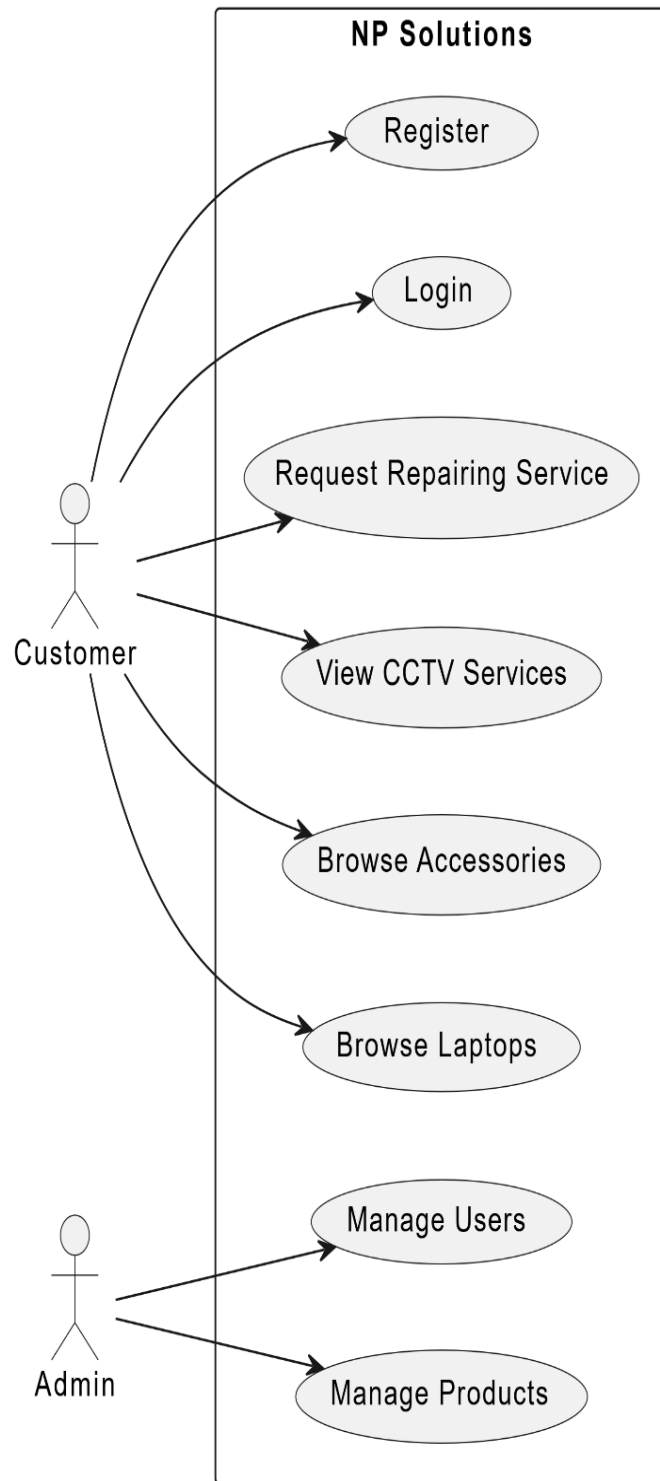 NP Solutions
Register
Login
Request Repairing Service
Customer
View CCTV Services
Browse Accessories
Browse Laptops
Manage Users
Admin
Manage Products